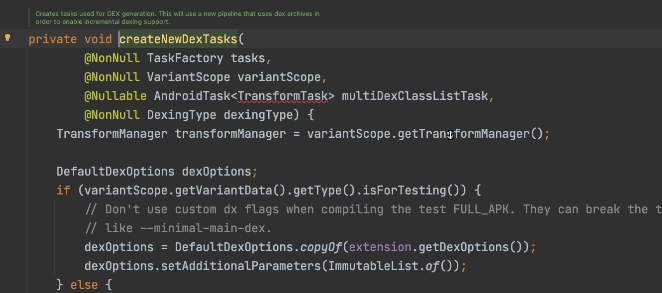 Creates tasks used for DEX generation. This will use a new pipeline that uses dex archives in
order to enable incremental dexing support.
private void createNewDexTasks(
@NonNull TaskFactory tasks,
@NonNull VariantScope variantScope,
@Nullable AndroidTask<TransformTask> multiDexClassListTask,
@NonNull DexingType dexingType) {
TransformManager transformManager = variantScope.getTransformManager();
DefaultDexOptions dexOptions;
if (variantScope.getVariantData().getType().isForTesting()) {
// Don't use custom dx flags when compiling the test FULL_APK. They can break the t
// like --minimal-main-dex.
dexOptions = DefaultDexOptions.copyOf(extension.getDexOptions());
dexOptions.setAdditionalParameters(ImmutableList.of());
} else {